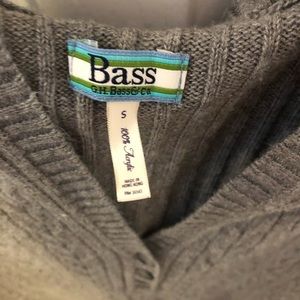 Bass
G.H. Bass & Co.
S
100% Acrylic
MADE IN
HONG KONG